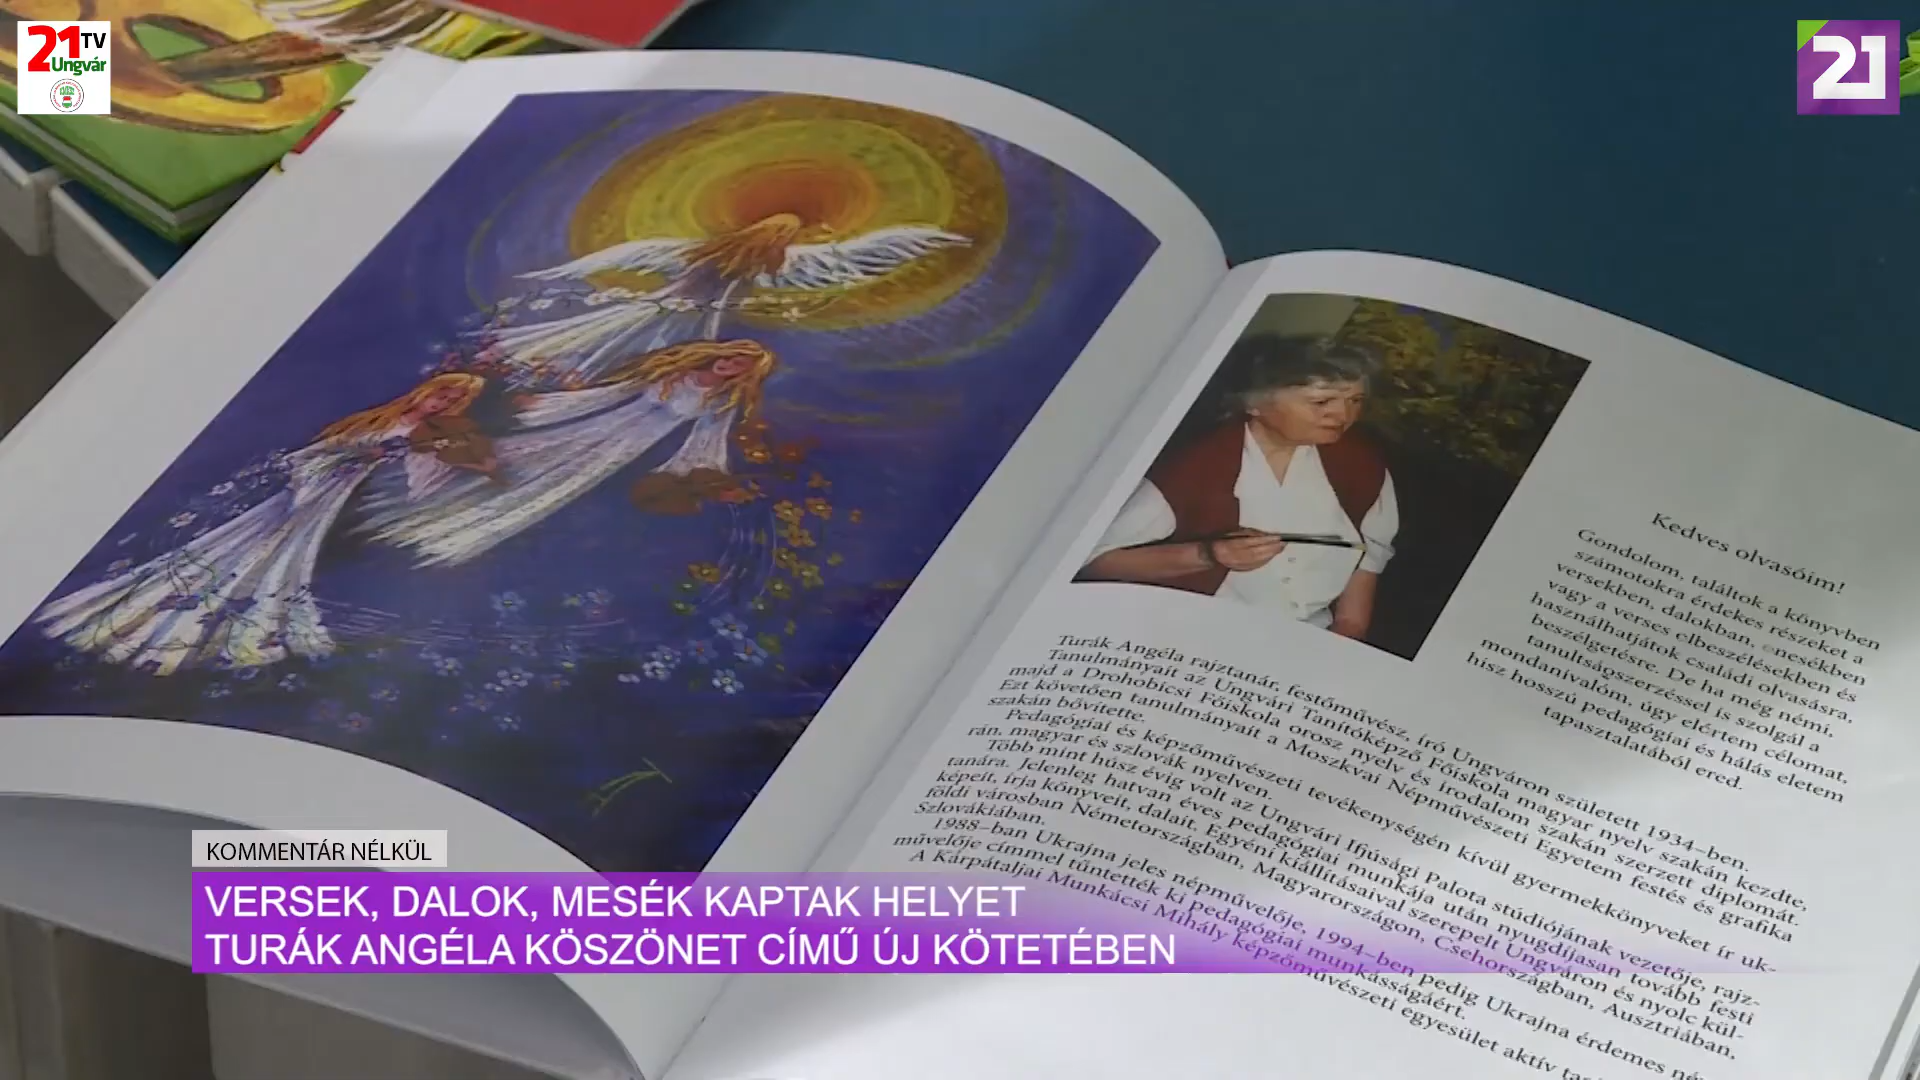 21 TV
Ungvár
21
Kedves olvasóim!
Gondolom, találtok a könyvben
számotokra érdekes részeket a
versekben, dalokban, mesékben
vagy a verses elbeszélésekben és
használhatjátok családi olvasásra,
beszélgetésre. De ha még némi,
tanultságszerzéssel is szolgál a
mondanivalóm, úgy elértem célomat,
hisz hosszú pedagógiai és hálás életem
tapasztalatából ered.
Turák Angéla rajztanár, festőművész, író Ungváron született 1934-ben.
Tanulmányait az Ungvári Tanítóképző Főiskola magyar nyelv szakán kezdte,
majd a Drohobicsi Főiskola orosz nyelv és irodalom szakán szerzett diplomát.
Ezt követően tanulmányait a Moszkvai Népművészeti Egyetem festés és grafika
szakán bővítette.
Pedagógiai és képzőművészeti tevékenységén kívül gyermekkönyveket ír uk-
rán, magyar és szlovák nyelven.
Több mint húsz évig volt az Ungvári Ifjúsági Palota stúdiójának vezetője, rajz-
tanára. Jelenleg hatvan éves pedagógiai munkája után nyugdíjasan tovább festi
képeit, írja könyveit, dalait. Egyéni kiállításaival szerepelt Ungváron és nyolc kül-
földi városban Németországban, Magyarországon, Csehországban, Ausztriában,
Szlovákiában.
1988-ban Ukrajna jeles népművelője, 1994-ben pedig Ukrajna érdemes
művelője címmel tűntették ki pedagógiai munkásságáért.
A Kárpátaljai Munkácsi Mihály képzőművészeti egyesület aktív
KOMMENTÁR NÉLKÜL
VERSEK, DALOK, MESÉK KAPTAK HELYET
TURÁK ANGÉLA KÖSZÖNET CÍMŰ ÚJ KÖTETÉBEN